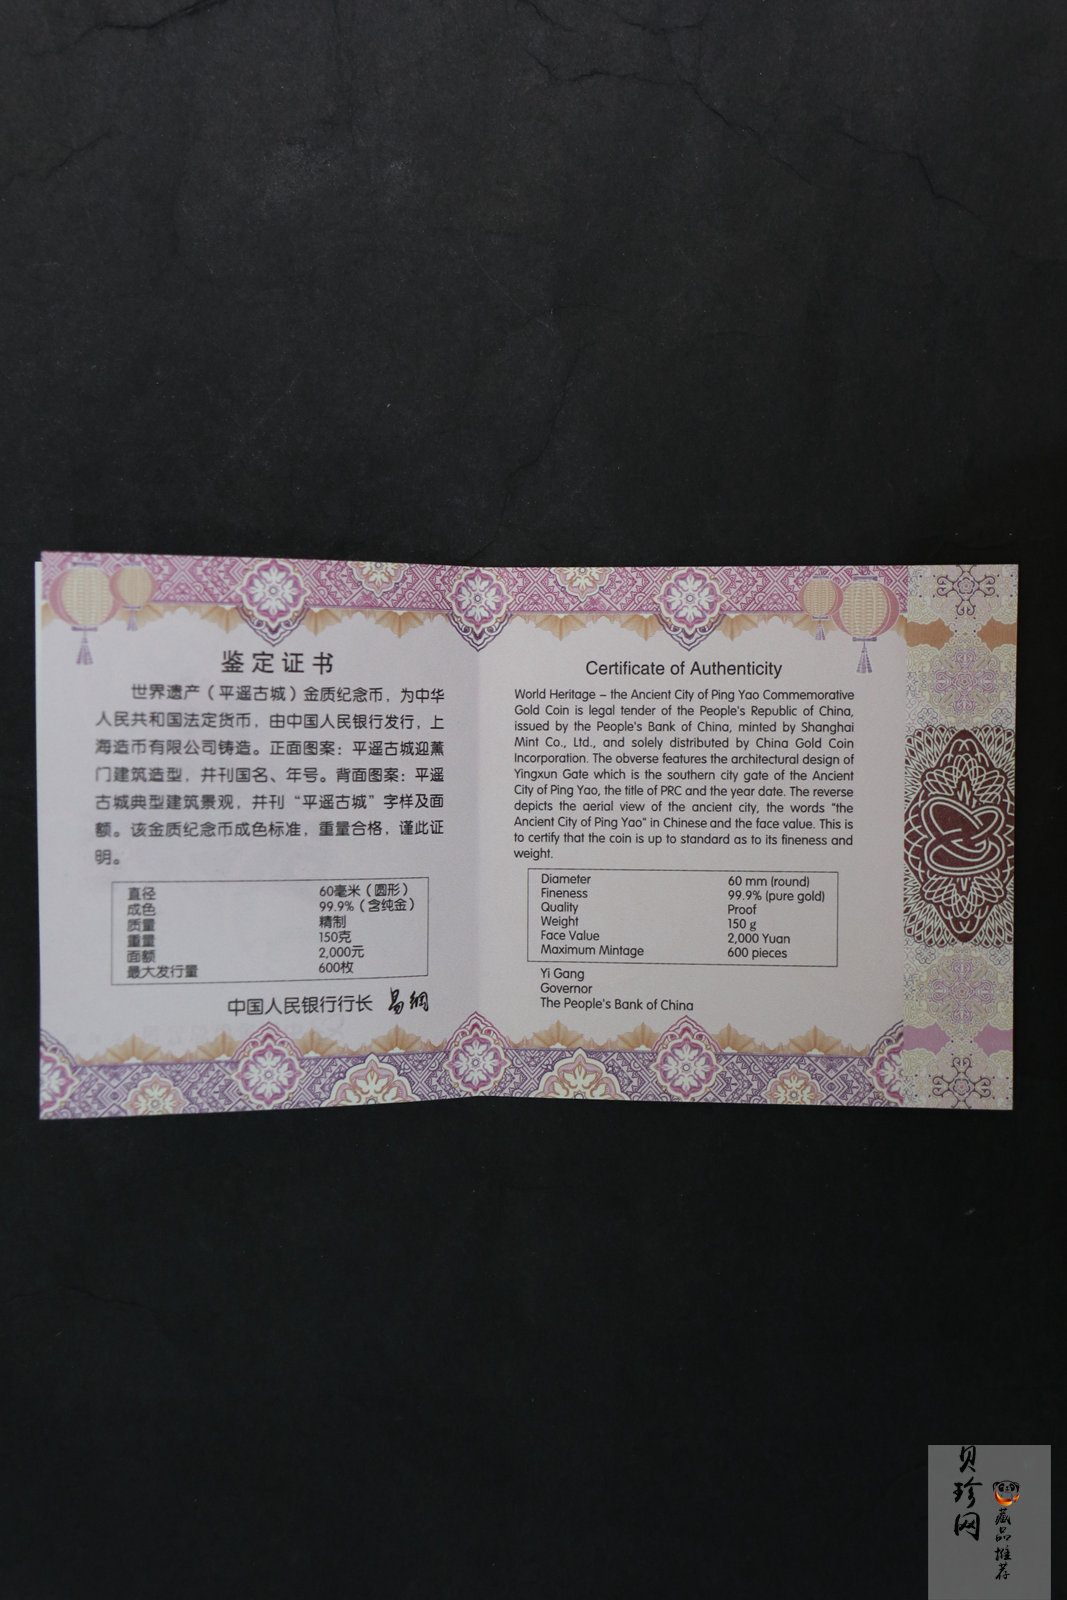 鉴定证书
世界遗产（平遥古城）金质纪念币，为中华
人民共和国法定货币，由中国人民银行发行，上
海造币有限公司铸造。正面图案：平遥古城迎薰
门建筑造型，并刊国名、年号。背面图案：平遥
古城典型建筑景观，并刊“平遥古城”字样及面
额。该金质纪念币成色标准，重量合格，谨此证
明。
直径 60毫米（圆形）
成色 99.9%（含纯金）
质量 精制
重量 150克
面额 2,000元
最大发行量 600枚
中国人民银行行长 易纲
Certificate of Authenticity
World Heritage – the Ancient City of Ping Yao Commemorative
Gold Coin is legal tender of the People's Republic of China,
issued by the People's Bank of China, minted by Shanghai
Mint Co., Ltd., and solely distributed by China Gold Coin
Incorporation. The obverse features the architectural design of
Yingxun Gate which is the southern city gate of the Ancient
City of Ping Yao, the title of PRC and the year date. The reverse
depicts the aerial view of the ancient city, the words "the
Ancient City of Ping Yao" in Chinese and the face value. This is
to certify that the coin is up to standard as to its fineness and
weight.
Diameter 60 mm (round)
Fineness 99.9% (pure gold)
Quality Proof
Weight 150 g
Face Value 2,000 Yuan
Maximum Mintage 600 pieces
Yi Gang
Governor
The People's Bank of China
贝珍网
藏品推荐